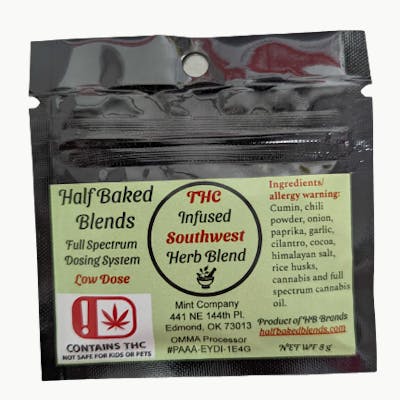 Half Baked
Blends
Full Spectrum
Dosing System
Low Dose
CONTAINS THC
NOT SAFE FOR KIDS OR PETS
THC
Infused
Southwest
Herb Blend
Mint Company
441 NE 144th Pl.
Edmond, OK 73013
OMMA Processor
#PAAA-EYDI-1E4G
Ingredients/
allergy warning:
Cumin, chili
powder, onion,
paprika, garlic,
cilantro, cocoa,
himalayan salt,
rice husks,
cannabis and full
spectrum cannabis
oil.
Product of HB Brands
halfbakedblends.com
NET WT 8 g